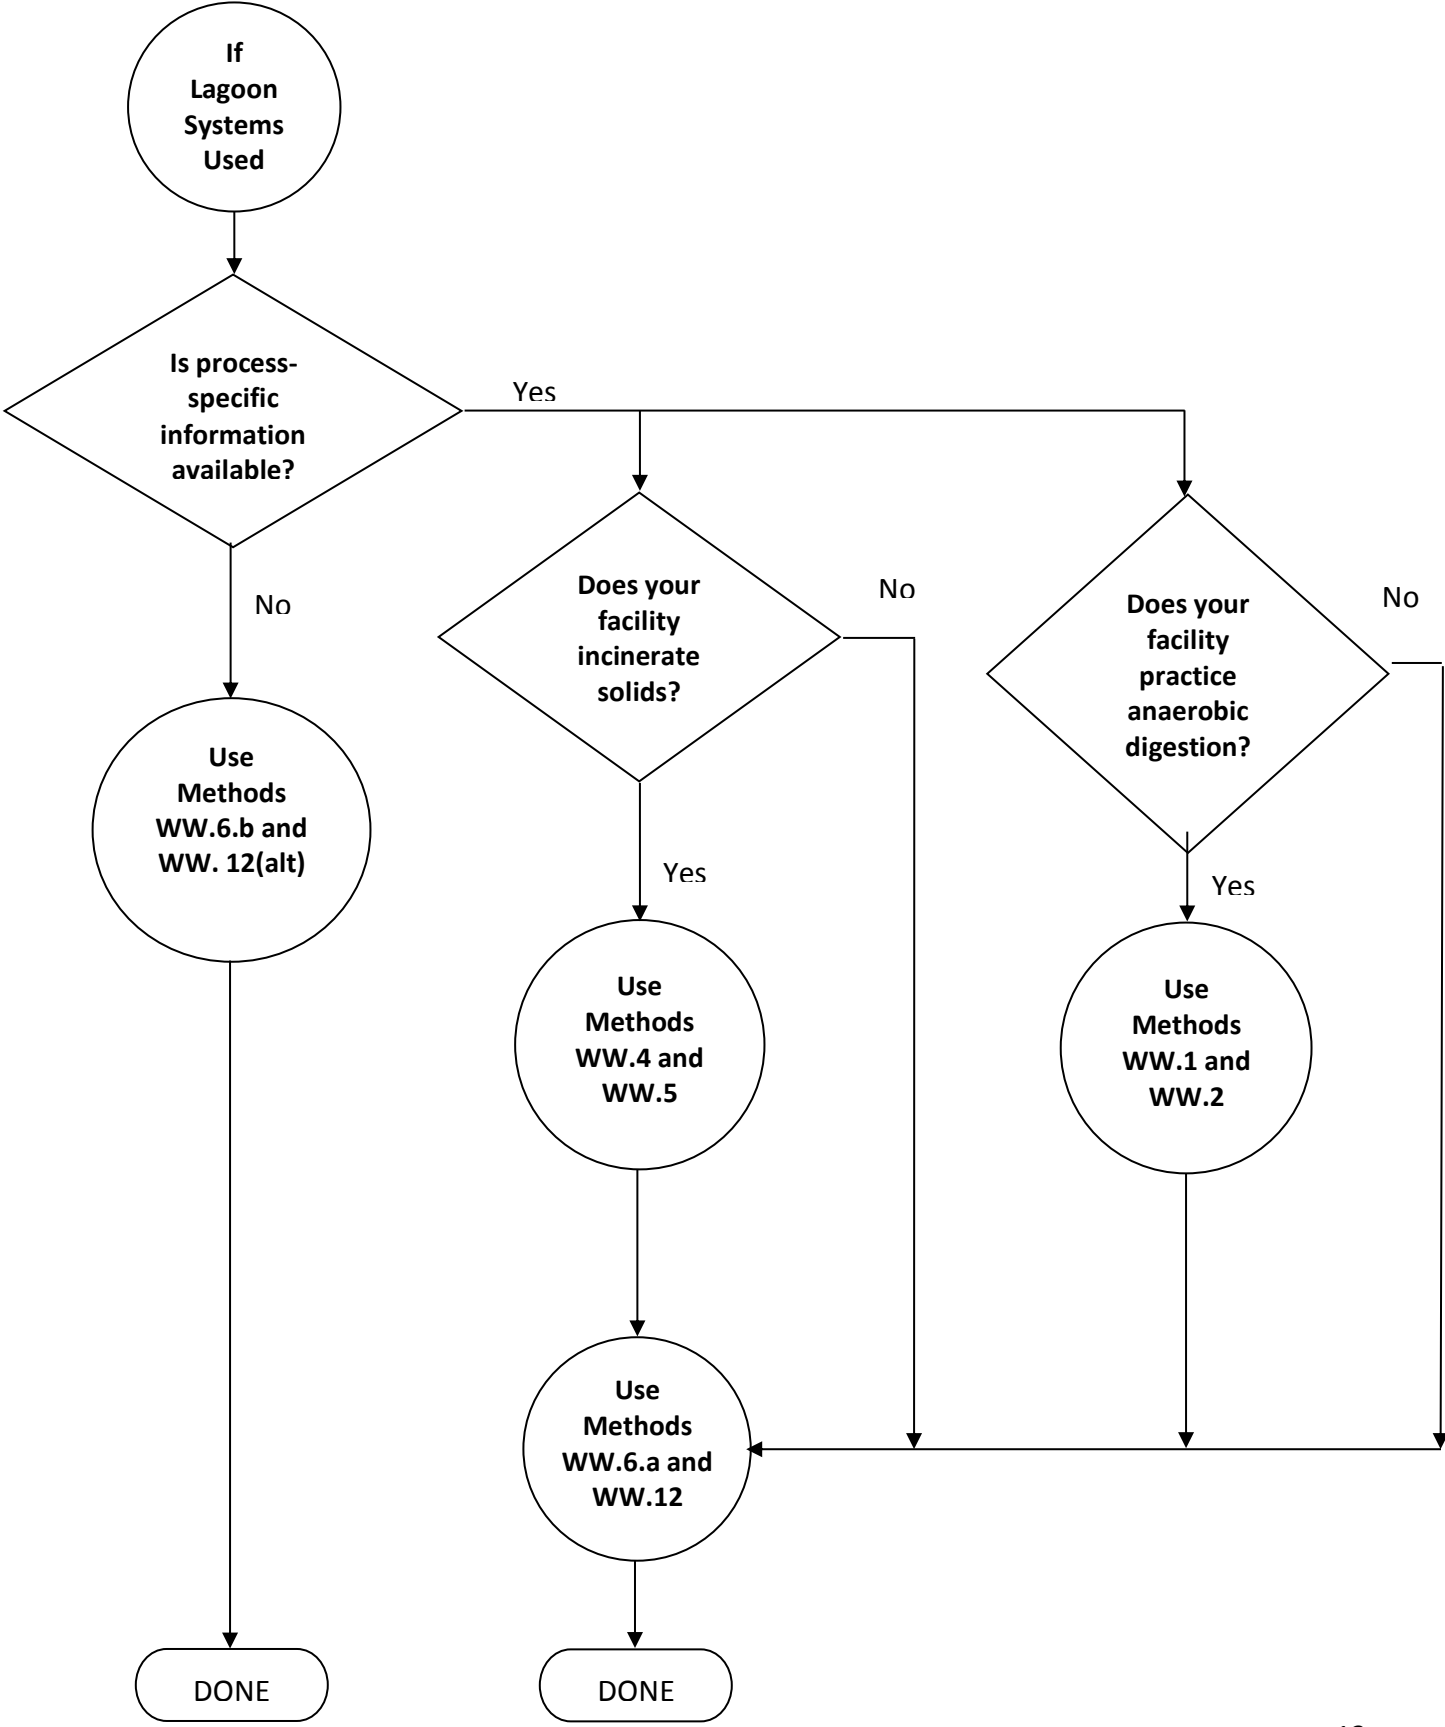 If
Lagoon
Systems
Used
Is process-
specific
information
available?
Yes
No
Does your
facility
incinerate
solids?
No
Does your
facility
practice
anaerobic
digestion?
No
Use
Methods
WW.6.b and
WW. 12(alt)
Yes
Yes
Use
Methods
WW.4 and
WW.5
Use
Methods
WW.1 and
WW.2
Use
Methods
WW.6.a and
WW.12
DONE
DONE